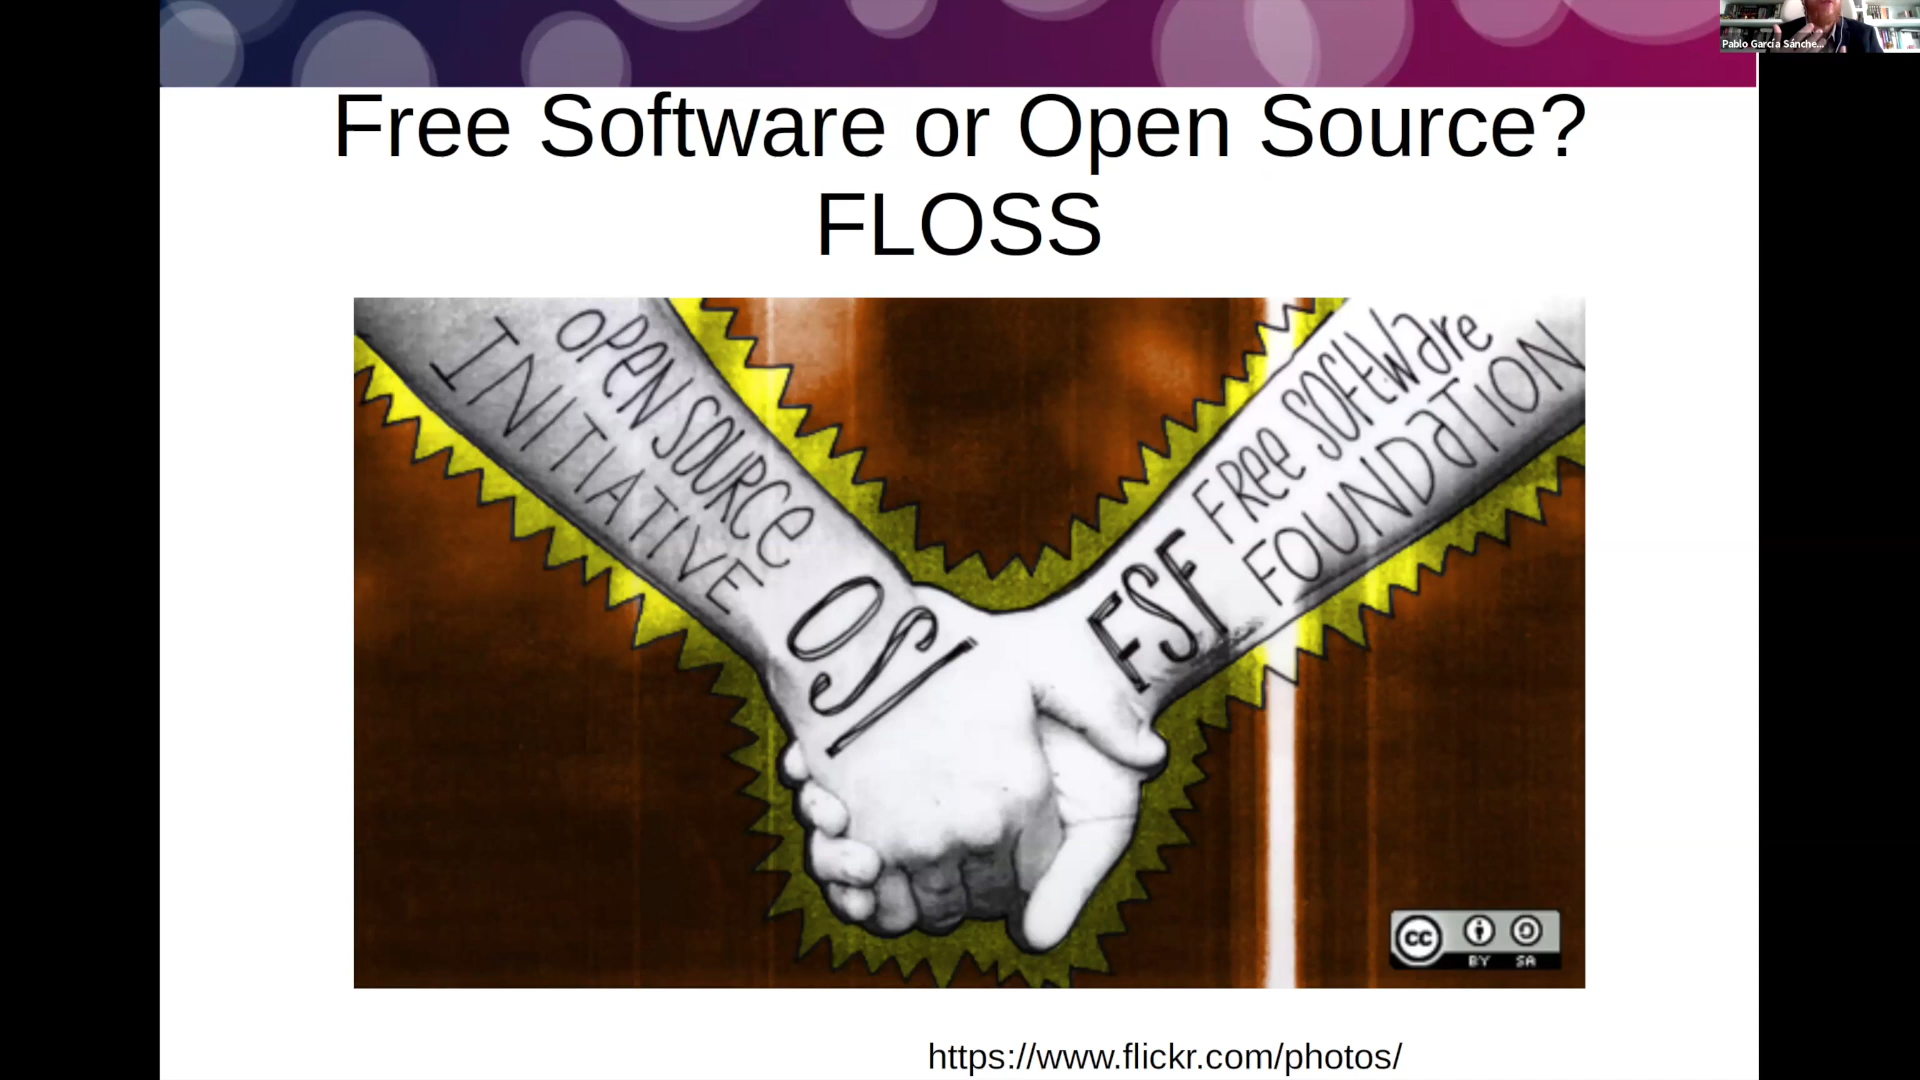 Pablo García Sánche...
Free Software or Open Source?
FLOSS
OPEN SOURCE
INITIATIVE
OSI
FSF
FRee SOFtWare
FOUNDaTION
cc
BY SA
https://www.flickr.com/photos/